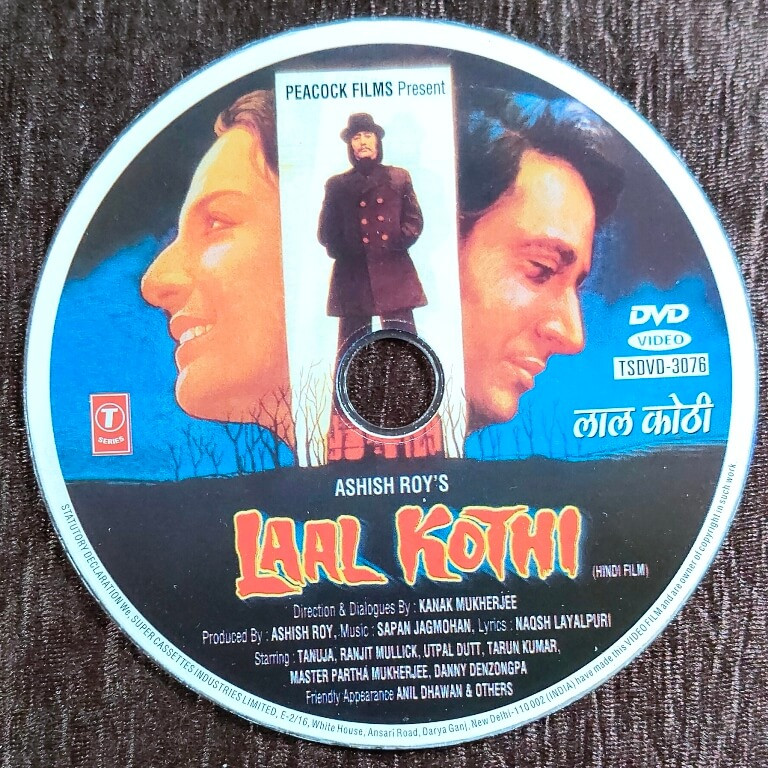 PEACOCK FILMS Present
DVD
VIDEO
TSDVD-3076
T
SERIES
लाल कोठी
ASHISH ROY'S
LAAL KOTHI
(HINDI FILM)
Direction & Dialogues By : KANAK MUKHERJEE
Produced By : ASHISH ROY, Music : SAPAN JAGMOHAN, Lyrics : NAQSH LAYALPURI
Starring : TANUJA, RANJIT MULLICK, UTPAL DUTT, TARUN KUMAR,
MASTER PARTHA MUKHERJEE, DANNY DENZONGPA
Friendly Appearance ANIL DHAWAN & OTHERS
STATUTORY DECLARATION We, SUPER CASSETTES INDUSTRIES LIMITED, E-2/16, White House, Ansari Road, Darya Ganj, New Delhi-110 002 (INDIA) have made this VIDEO FILM and are owner of copyright in such work